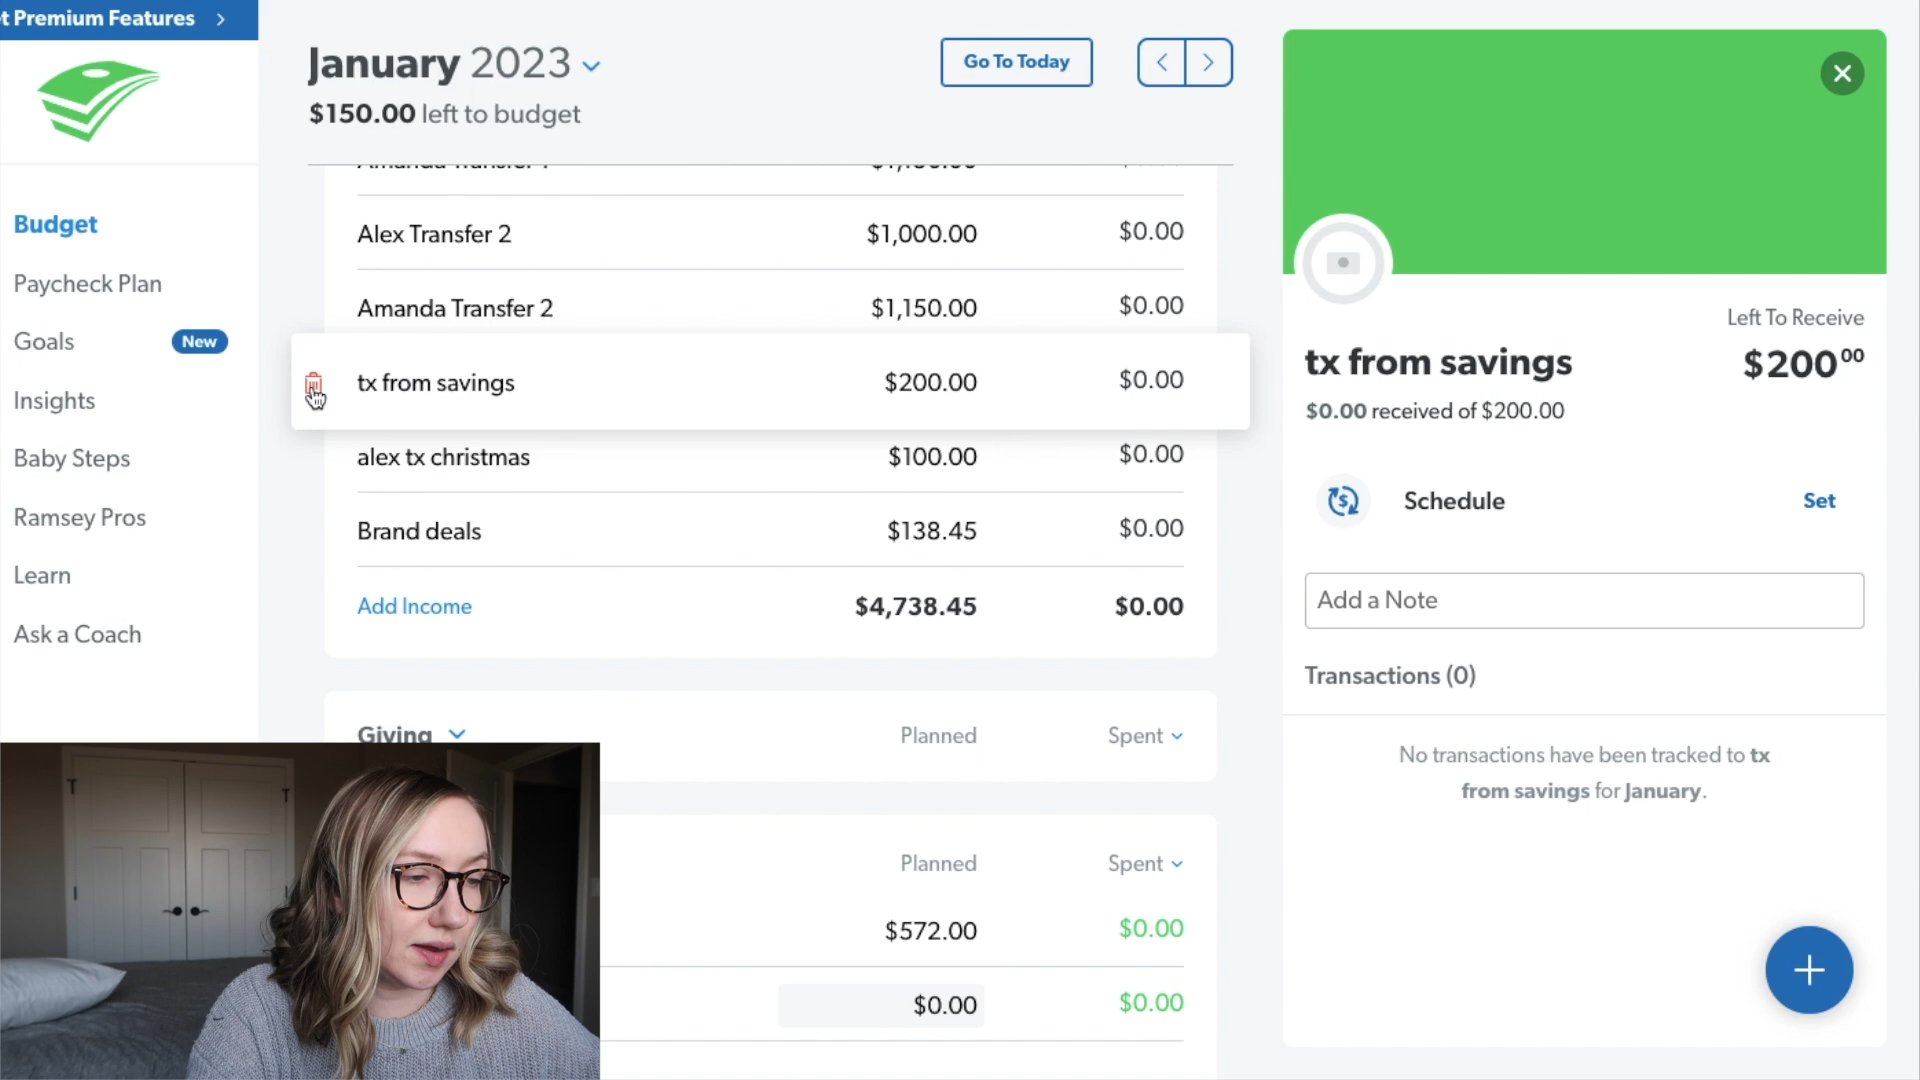 t Premium Features
January 2023
$150.00 left to budget
Go To Today
Budget
Paycheck Plan
Goals New
Insights
Baby Steps
Ramsey Pros
Learn
Ask a Coach
Alex Transfer 2 $1,000.00 $0.00
Amanda Transfer 2 $1,150.00 $0.00
tx from savings $200.00 $0.00
alex tx christmas $100.00 $0.00
Brand deals $138.45 $0.00
Add Income $4,738.45 $0.00
Giving Planned Spent
Planned Spent
$572.00 $0.00
$0.00 $0.00
Left To Receive
tx from savings $200 00
$0.00 received of $200.00
Schedule Set
Add a Note
Transactions (0)
No transactions have been tracked to tx
from savings for January.